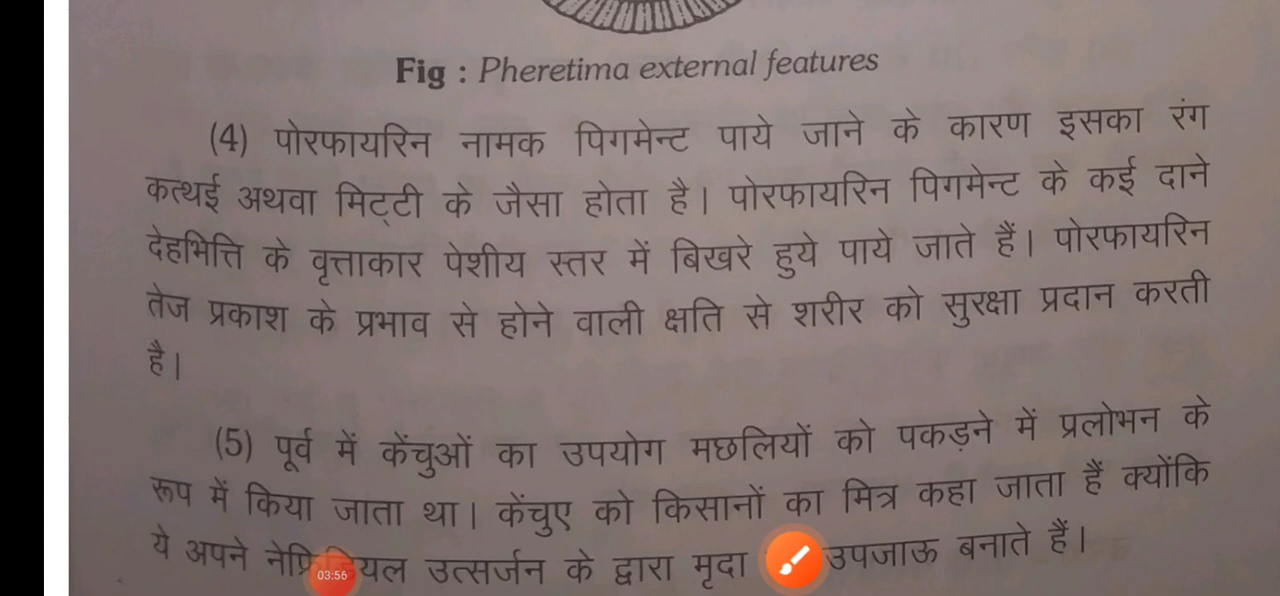 Fig : Pheretima external features
(4) पोरफायरिन नामक पिगमेन्ट पाये जाने के कारण इसका रंग
कत्थई अथवा मिट्टी के जैसा होता है। पोरफायरिन पिगमेन्ट के कई दाने
देहभित्ति के वृत्ताकार पेशीय स्तर में बिखरे हुये पाये जाते हैं। पोरफायरिन
तेज प्रकाश के प्रभाव से होने वाली क्षति से शरीर को सुरक्षा प्रदान करती
है।
(5) पूर्व में केंचुओं का उपयोग मछलियों को पकड़ने में प्रलोभन के
रूप में किया जाता था। केंचुए को किसानों का मित्र कहा जाता हैं क्योंकि
ये अपने उत्सर्जन के द्वारा मृदा उपजाऊ बनाते हैं।
03:56